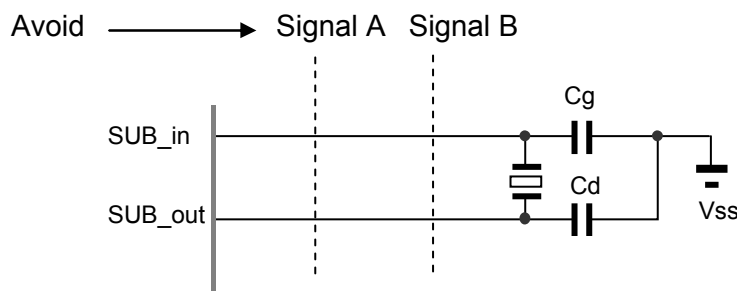 Avoid Signal A Signal B
Cg
SUB_in
Cd
SUB_out
Vss